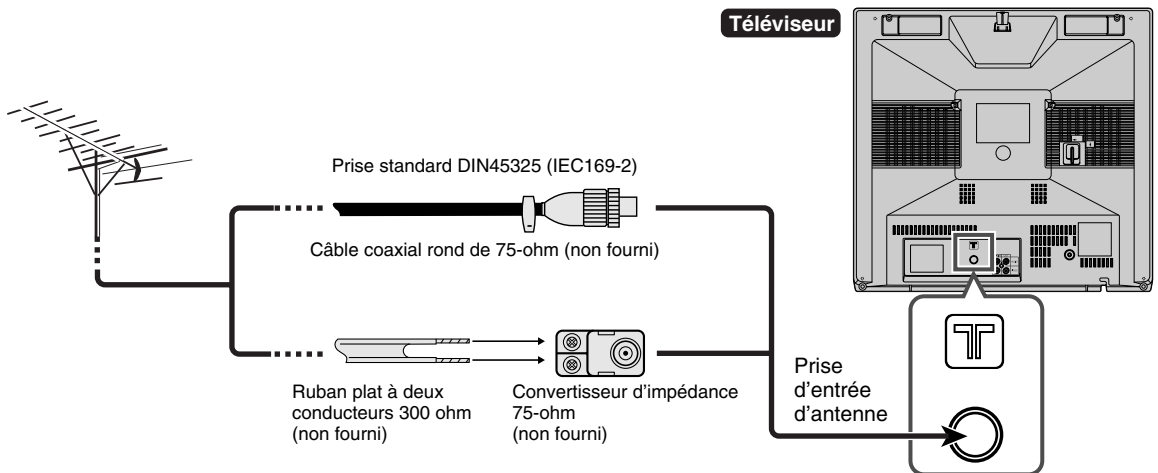 Téléviseur
Prise standard DIN45325 (IEC169-2)
Câble coaxial rond de 75-ohm (non fourni)
Ruban plat à deux
conducteurs 300 ohm
(non fourni)
Convertisseur d'impédance
75-ohm
(non fourni)
Prise
d'entrée
d'antenne